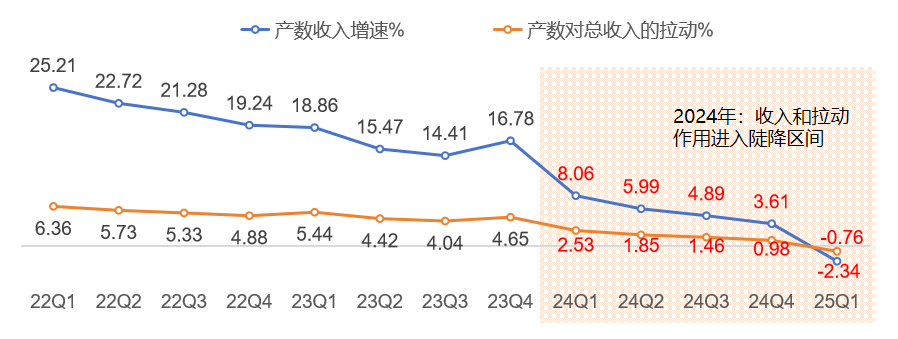 产数收入增速% 产数对总收入的拉动%
25.21 22.72 21.28 19.24 18.86 15.47 14.41 16.78
2024年：收入和拉动
作用进入陡降区间
8.06 5.99 4.89 3.61
6.36 5.73 5.33 4.88 5.44 4.42 4.04 4.65 2.53 1.85 1.46 0.98 -0.76
-2.34
22Q1 22Q2 22Q3 22Q4 23Q1 23Q2 23Q3 23Q4 24Q1 24Q2 24Q3 24Q4 25Q1